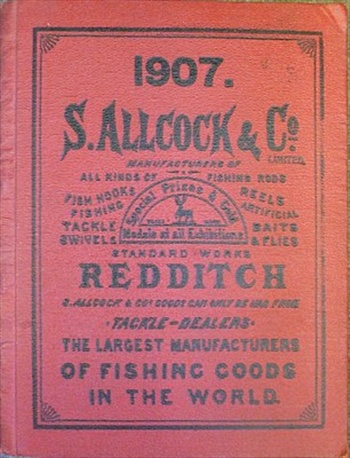 1907.
S. ALLCOCK & Co.
LIMITED.
MANUFACTURERS OF
ALL KINDS OF FISHING RODS
FISH HOOKS REELS
FISHING ARTIFICIAL
TACKLE BAITS
SWIVELS & FLIES
Special Prizes & Gold
TRADE MARK
Medals at all Exhibitions
STANDARD WORKS
REDDITCH
S. ALLCOCK & Co.s GOODS CAN ONLY BE HAD FROM
·TACKLE-DEALERS·
THE LARGEST MANUFACTURERS
OF FISHING GOODS
IN THE WORLD.